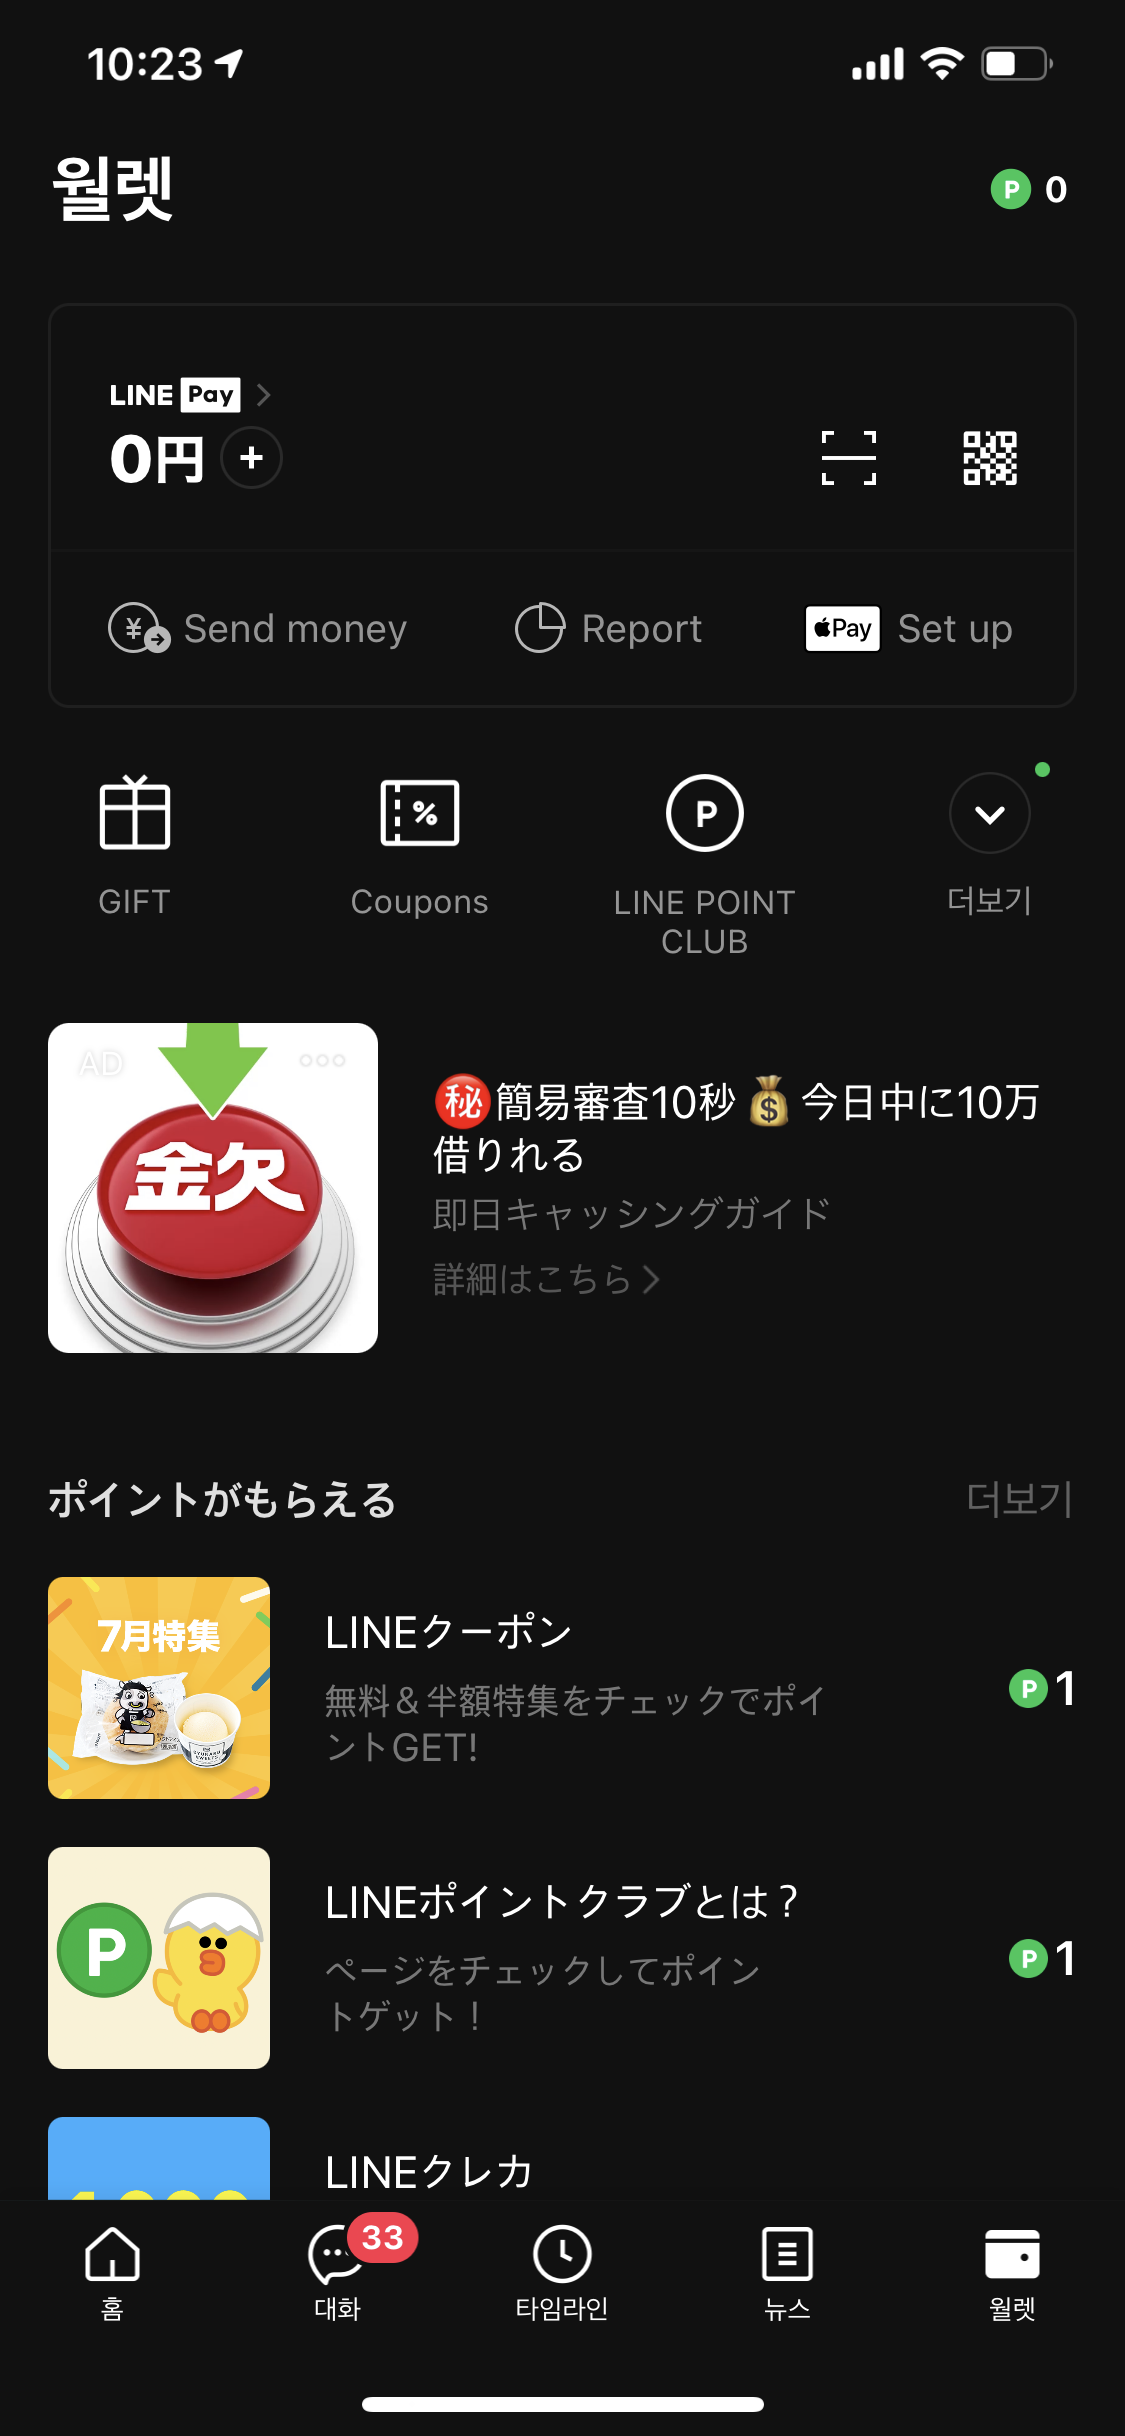 10:23
월렛
P 0
LINE Pay
0円 +
¥ Send money
Report
Pay Set up
GIFT
% Coupons
P LINE POINT
CLUB
더보기
AD
金欠
㊙簡易審査10秒💰今日中に10万
借りれる
即日キャッシングガイド
詳細はこちら
ポイントがもらえる
더보기
7月特集
LINEクーポン
無料＆半額特集をチェックでポイ
ントGET!
P 1
P
LINEポイントクラブとは？
ページをチェックしてポイン
トゲット！
P 1
LINEクレカ
33
홈
대화
타임라인
뉴스
월렛